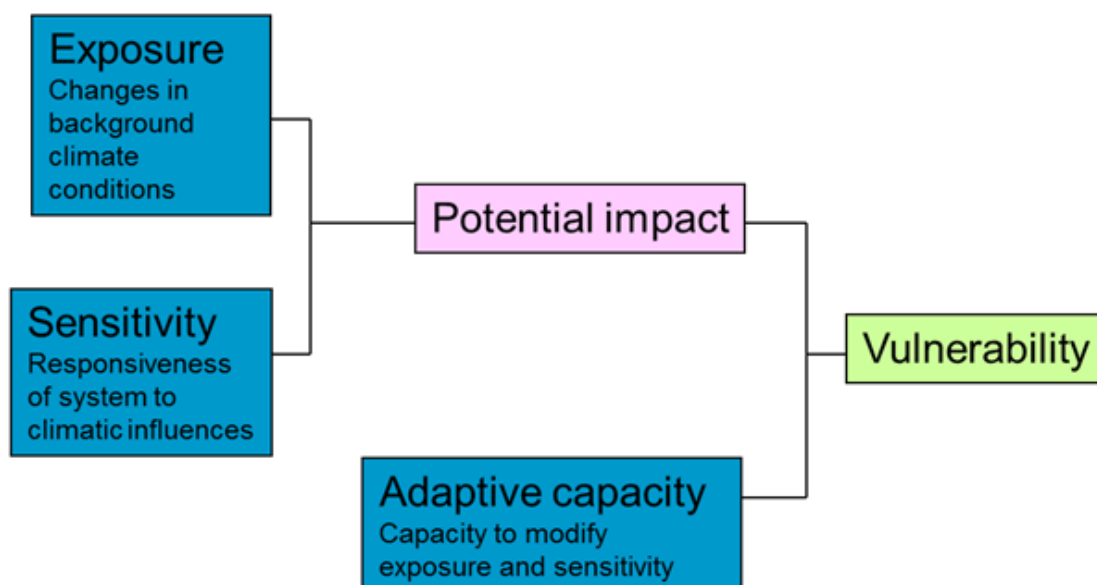 Exposure
Changes in
background
climate
conditions
Potential impact
Sensitivity
Responsiveness
of system to
climatic influences
Vulnerability
Adaptive capacity
Capacity to modify
exposure and sensitivity